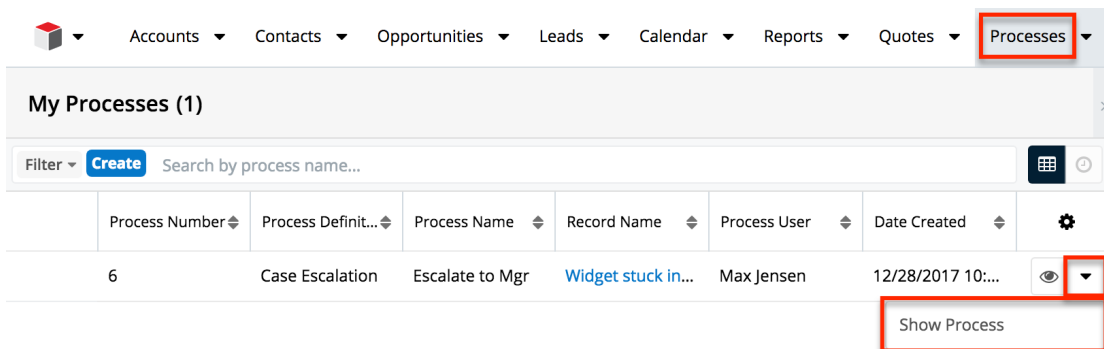 Accounts Contacts Opportunities Leads Calendar Reports Quotes Processes
My Processes (1)
Filter Create Search by process name...
Process Number Process Definit... Process Name Record Name Process User Date Created
6 Case Escalation Escalate to Mgr Widget stuck in... Max Jensen 12/28/2017 10:...
Show Process